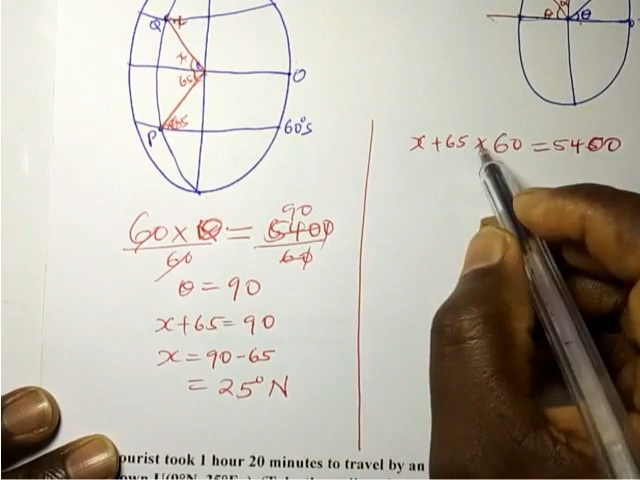 Q x
x
65
O
P 65
60°S
θ θ
x + 65 x 60 = 5400
90
60 x θ = 5400
60 60
θ = 90
x + 65 = 90
x = 90 - 65
= 25° N
ourist took 1 hour 20 minutes to travel by an